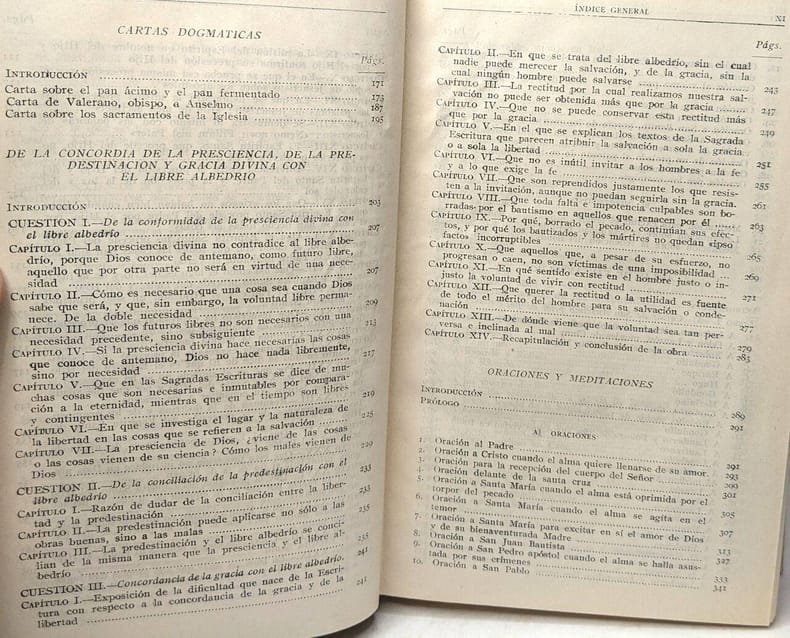 CARTAS DOGMATICAS
Págs.
INTRODUCCIÓN 171
Carta sobre el pan ácimo y el pan fermentado 173
Carta de Valerano, obispo, a Anselmo 187
Carta sobre los sacramentos de la Iglesia 195
DE LA CONCORDIA DE LA PRESCIENCIA, DE LA PRE-
DESTINACION Y GRACIA DIVINA CON
EL LIBRE ALBEDRIO
INTRODUCCIÓN 203
CUESTION I.—De la conformidad de la presciencia divina con
el libre albedrío 207
CAPÍTULO I.—La presciencia divina no contradice al libre albe-
drío, porque Dios conoce de antemano, como futuro libre,
aquello que por otra parte no será en virtud de una nece-
sidad 207
CAPÍTULO II.—Cómo es necesario que una cosa sea cuando Dios
sabe que será, y que, sin embargo, la voluntad libre perma-
nece. De la doble necesidad 209
CAPÍTULO III.—Que los futuros libres no son necesarios con una
necesidad precedente, sino subsiguiente 213
CAPÍTULO IV.—Si la presciencia divina hace necesarias las cosas
que conoce de antemano, Dios no hace nada libremente,
sino por necesidad 217
CAPÍTULO V.—Que en las Sagradas Escrituras se dice de mu-
chas cosas que son necesarias e inmutables por compara-
ción a la eternidad, mientras que en el tiempo son libres
y contingentes 219
CAPÍTULO VI.—En que se investiga el lugar y la naturaleza de
la libertad en las cosas que se refieren a la salvación 225
CAPÍTULO VII.—La presciencia de Dios, ¿viene de las cosas
o las cosas vienen de su ciencia? Cómo los males vienen de
Dios 229
CUESTION II.—De la conciliación de la predestinación con el
libre albedrío 233
CAPÍTULO I.—Razón de dudar de la conciliación entre la liber-
tad y la predestinación 233
CAPÍTULO II.—La predestinación puede aplicarse no sólo a las
obras buenas, sino a las malas 235
CAPÍTULO III.—La predestinación y el libre albedrío se conci-
lian de la misma manera que la presciencia y el libre al-
bedrío 235
CUESTION III.—Concordancia de la gracia con el libre albedrío. 241
CAPÍTULO I.—Exposición de la dificultad que nace de la Escri-
tura con respecto a la concordancia de la gracia y de la
libertad 241
ÍNDICE GENERAL XI
Págs.
CAPÍTULO II.—En que se trata del libre albedrío, sin el cual
nadie puede merecer la salvación, y de la gracia, sin la
cual ningún hombre puede salvarse 243
CAPÍTULO III.—La rectitud por la cual realizamos nuestra sal-
vación no puede ser obtenida más que por la gracia 247
CAPÍTULO IV.—Que no se puede conservar esta rectitud más
que por la gracia 249
CAPÍTULO V.—En el que se explican los textos de la Sagrada
Escritura que parecen atribuir la salvación a solo la gracia
o a sola la libertad 251
CAPÍTULO VI.—Que no es inútil invitar a los hombres a la fe
y a lo que exige la fe 255
CAPÍTULO VII.—Que son reprendidos justamente los que resis-
ten a la invitación, aunque no puedan seguirla sin la gracia. 261
CAPÍTULO VIII.—Que toda falta e impotencia culpables son bo-
rradas por el bautismo en aquellos que renacen por él 263
CAPÍTULO IX.—Por qué, borrado el pecado, continúan sus efec-
tos, y por qué los bautizados y los mártires no quedan «ipso
facto» incorruptibles 265
CAPÍTULO X.—Que aquellos que, a pesar de su esfuerzo, no
progresan o caen, no son víctimas de una imposibilidad 269
CAPÍTULO XI.—En qué sentido existe en el hombre justo o in-
justo la voluntad de vivir con rectitud 271
CAPÍTULO XII.—Que querer la rectitud o la utilidad es fuente
de todo el mérito del hombre para su salvación o conde-
nación 277
CAPÍTULO XIII.—De dónde viene que la voluntad sea tan per-
versa e inclinada al mal 279
CAPÍTULO XIV.—Recapitulación y conclusión de la obra 283
ORACIONES Y MEDITACIONES
INTRODUCCIÓN 289
PRÓLOGO 291
A) ORACIONES
1. Oración al Padre 291
2. Oración a Cristo cuando el alma quiere llenarse de su amor. 293
3. Oración para la recepción del cuerpo del Señor 299
4. Oración delante de la santa cruz 301
5. Oración a Santa María cuando el alma está oprimida por el
torpor del pecado 305
6. Oración a Santa María cuando el alma se agita en el
temor 307
7. Oración a Santa María para excitar en sí el amor de Dios
y de su bienaventurada Madre 313
8. Oración a San Juan Bautista 327
9. Oración a San Pedro apóstol cuando el alma se halla asus-
tada por sus crímenes 333
10. Oración a San Pablo 341